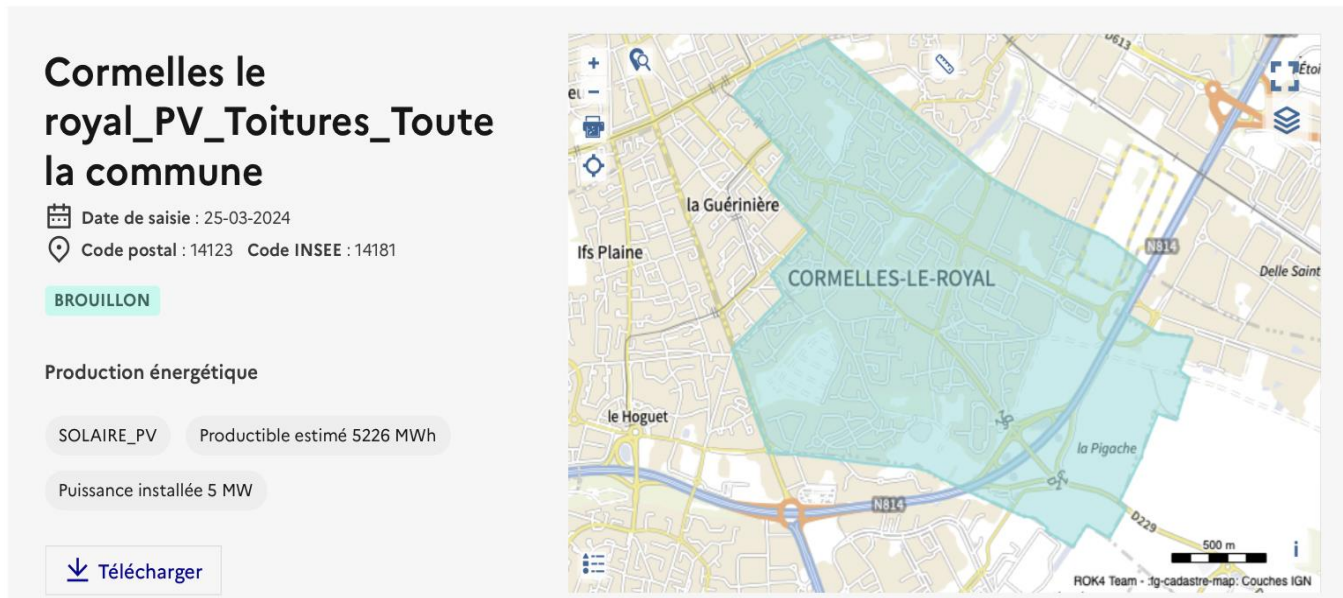 Cormelles le
royal_PV_Toitures_Toute
la commune
Date de saisie : 25-03-2024
Code postal : 14123 Code INSEE : 14181
BROUILLON
Production énergétique
SOLAIRE_PV
Productible estimé 5226 MWh
Puissance installée 5 MW
Télécharger
D613
Étoi
la Guérinière
N814
Ifs Plaine
Delle Saint
CORMELLES-LE-ROYAL
le Hoguet
la Pigache
N814
D229
500 m
ROK4 Team - :fg-cadastre-map: Couches IGN